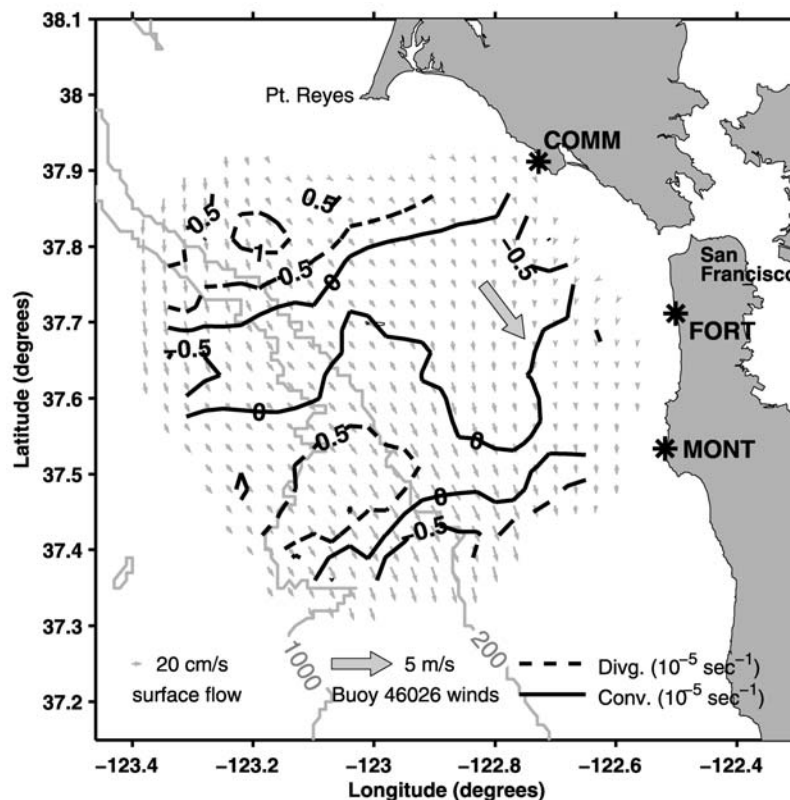 38.1
38
37.9
37.8
37.7
37.6
37.5
37.4
37.3
37.2
Latitude (degrees)
Pt. Reyes
COMM
San
Francisco
FORT
MONT
0.5
0.5
1
0.5
0
-0.5
-0.5
0
0
0.5
0
-0.5
1000
200
20 cm/s
surface flow
5 m/s
Buoy 46026 winds
Divg. (10⁻⁵ sec⁻¹)
Conv. (10⁻⁵ sec⁻¹)
−123.4
−123.2
−123
−122.8
−122.6
−122.4
Longitude (degrees)